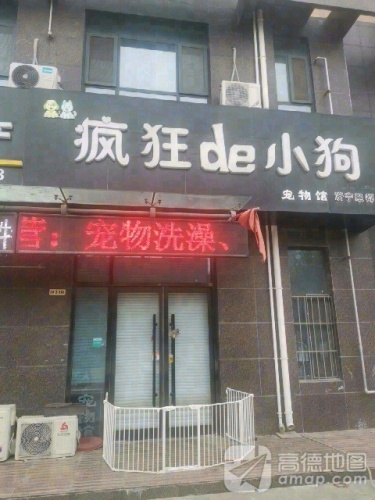 疯狂de小狗
宠物馆
营：宠物洗澡、
高德地图
amap.com